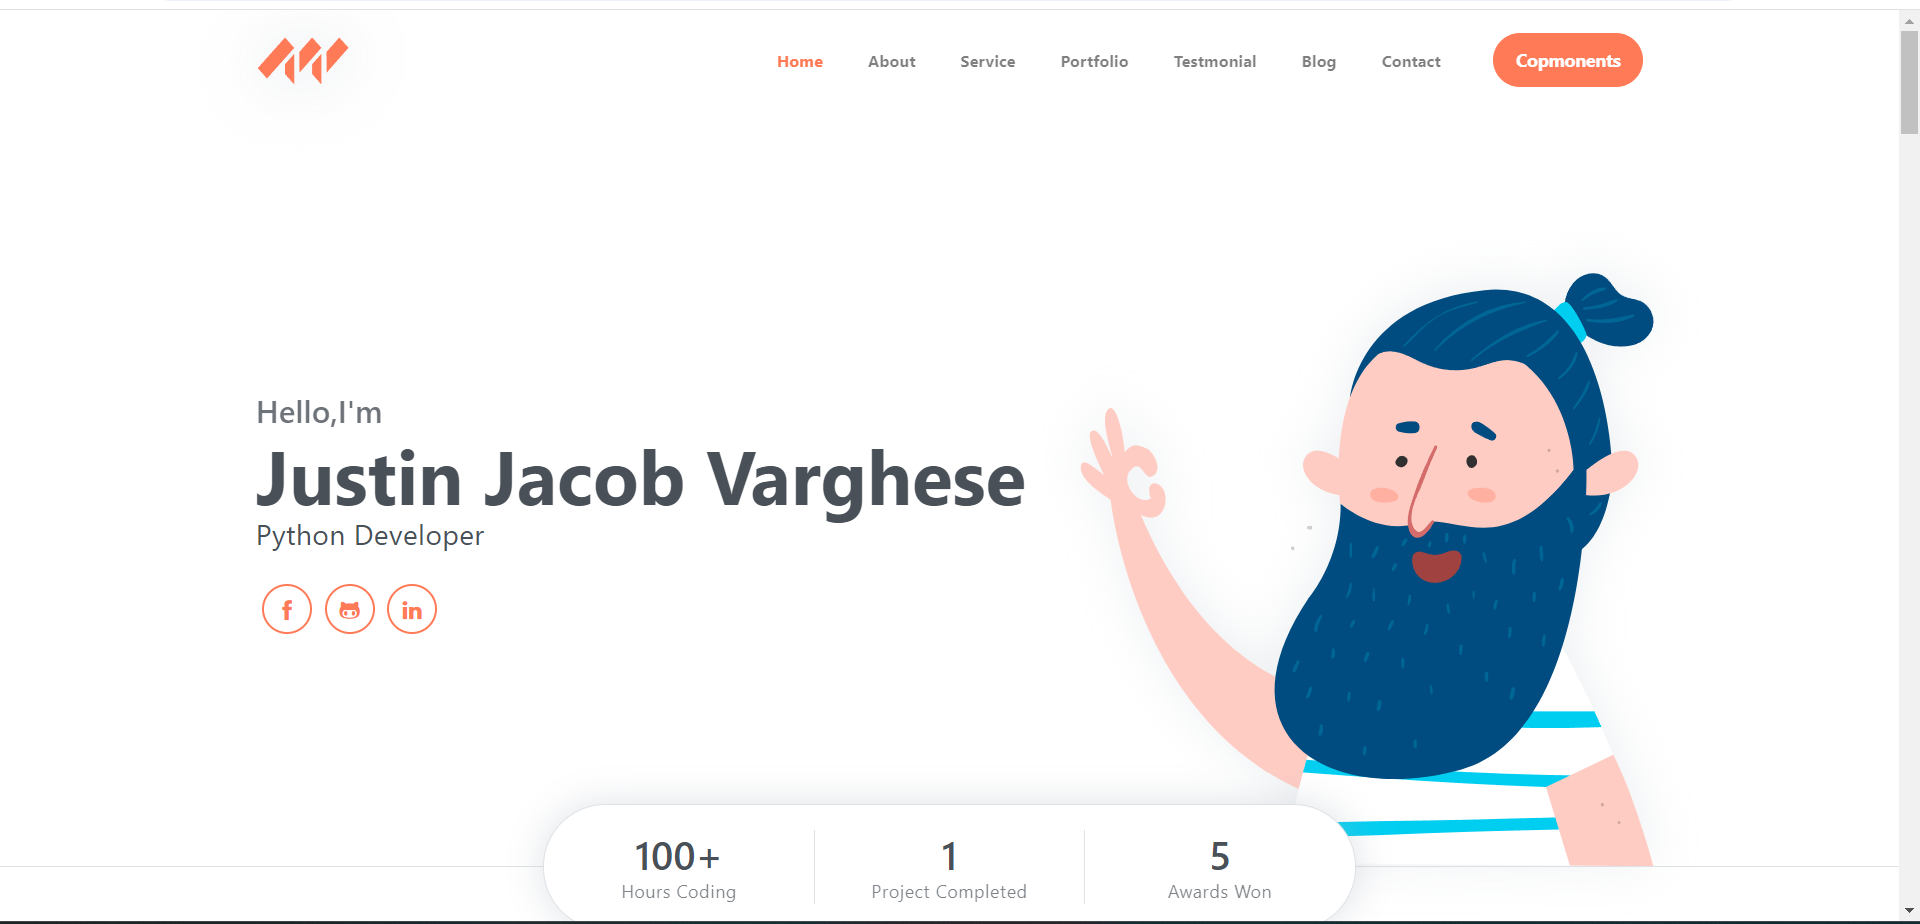 Home About Service Portfolio Testmonial Blog Contact Copmonents
Hello,I'm
Justin Jacob Varghese
Python Developer
100+ 1 5
Hours Coding Project Completed Awards Won